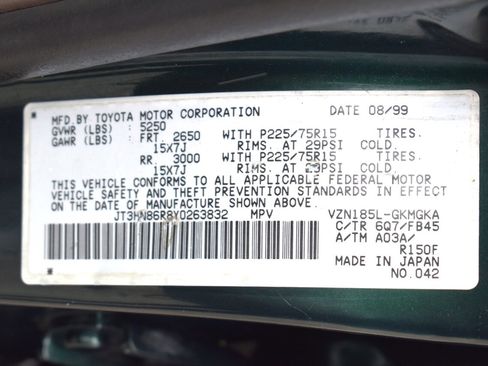 MFD.BY TOYOTA MOTOR CORPORATION DATE 08/99
GVWR (LBS) : 5250
GAWR (LBS) : FRT. 2650 WITH P225/75R15 TIRES.
15X7J RIMS. AT 29PSI COLD.
RR. 3000 WITH P225/75R15 TIRES.
15X7J RIMS. AT 29PSI COLD.
THIS VEHICLE CONFORMS TO ALL APPLICABLE FEDERAL MOTOR
VEHICLE SAFETY AND THEFT PREVENTION STANDARDS IN EFFECT
ON THE DATE OF MANUFACTURE SHOWN ABOVE.
JT3HN86R8Y0263832 MPV VZN185L-GKMGKA
C/TR 6Q7/FB45
A/TM A03A/
R150F
MADE IN JAPAN
NO.042